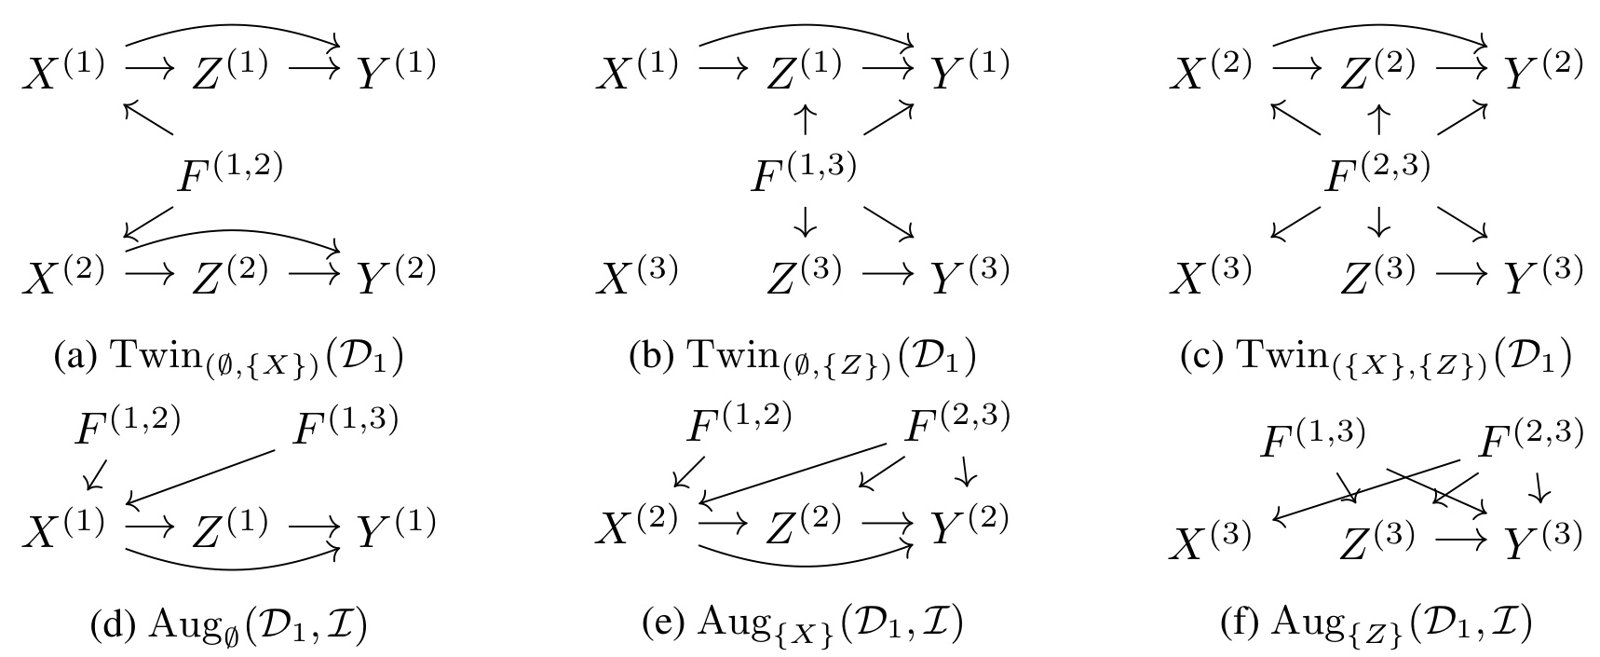 X^{(1)} Z^{(1)} Y^{(1)}
F^{(1,2)}
X^{(2)} Z^{(2)} Y^{(2)}
(a) Twin_{(∅,{X})}(𝒟_1)
X^{(1)} Z^{(1)} Y^{(1)}
F^{(1,3)}
X^{(3)} Z^{(3)} Y^{(3)}
(b) Twin_{(∅,{Z})}(𝒟_1)
X^{(2)} Z^{(2)} Y^{(2)}
F^{(2,3)}
X^{(3)} Z^{(3)} Y^{(3)}
(c) Twin_{({X},{Z})}(𝒟_1)
F^{(1,2)} F^{(1,3)}
X^{(1)} Z^{(1)} Y^{(1)}
(d) Aug_∅(𝒟_1, ℐ)
F^{(1,2)} F^{(2,3)}
X^{(2)} Z^{(2)} Y^{(2)}
(e) Aug_{{X}}(𝒟_1, ℐ)
F^{(1,3)} F^{(2,3)}
X^{(3)} Z^{(3)} Y^{(3)}
(f) Aug_{{Z}}(𝒟_1, ℐ)